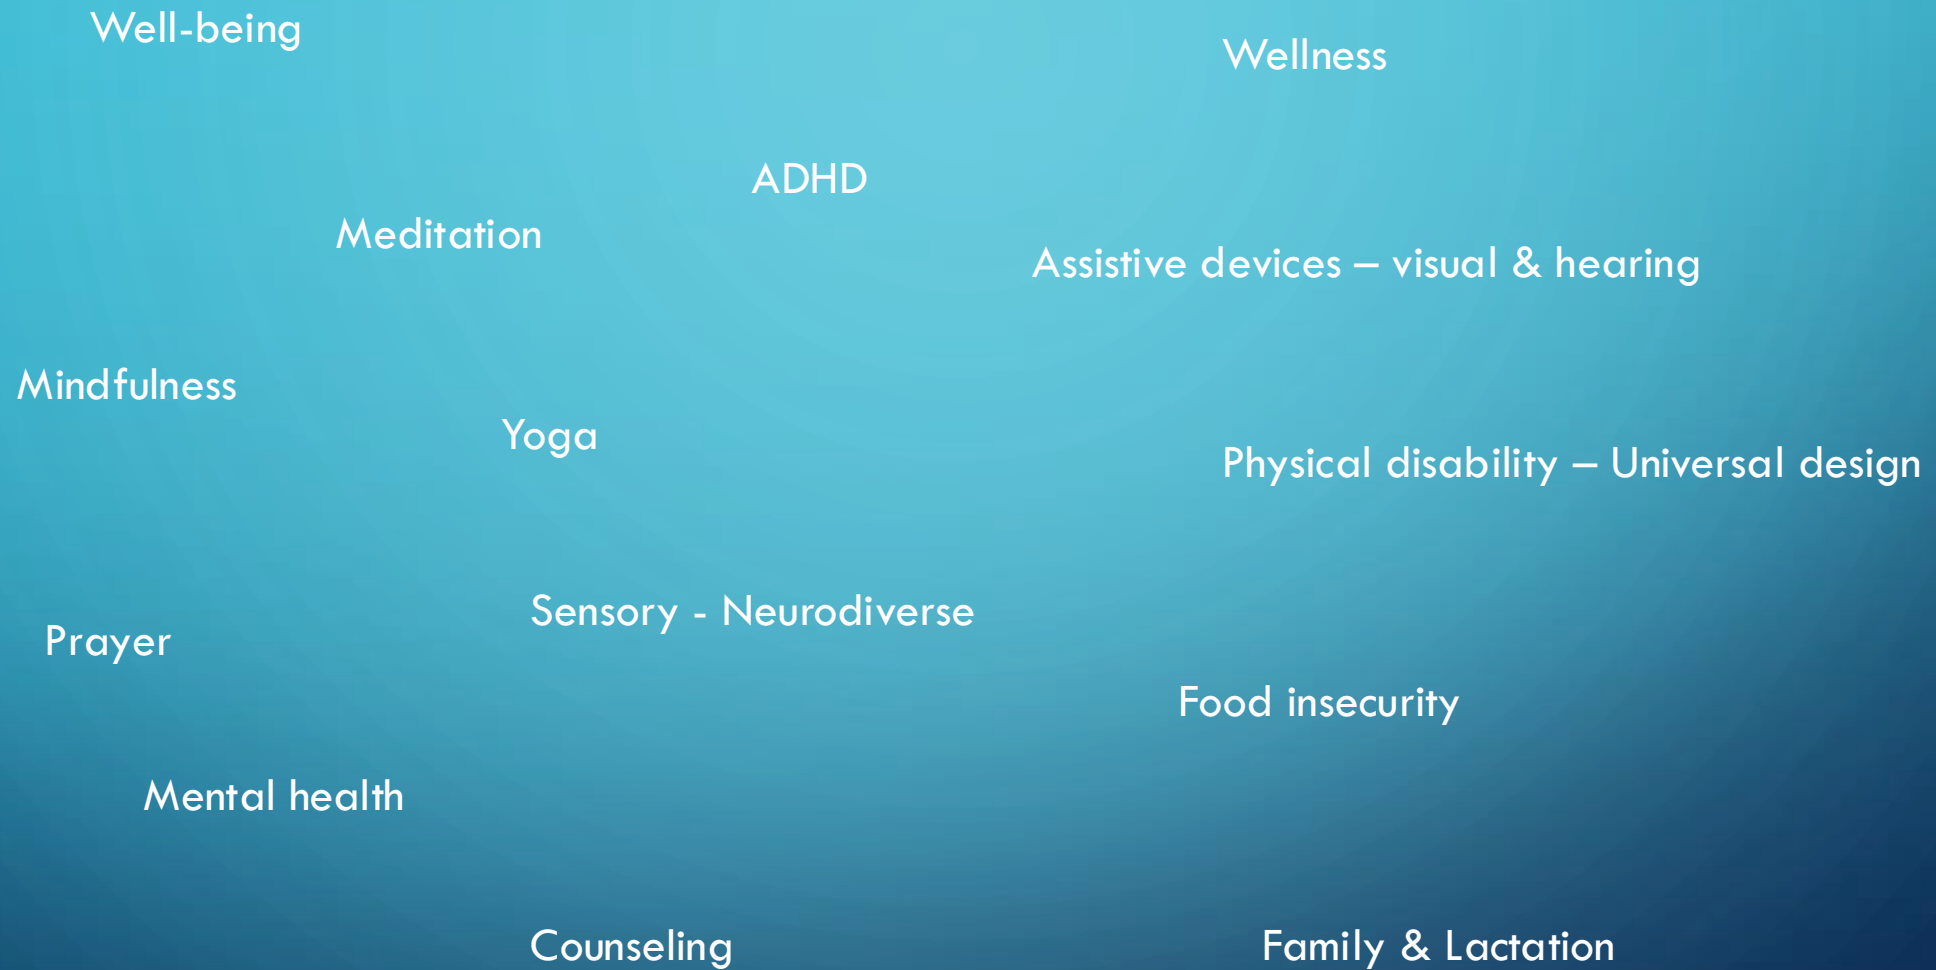 Well-being
Wellness
ADHD
Meditation
Assistive devices – visual & hearing
Mindfulness
Yoga
Physical disability – Universal design
Sensory - Neurodiverse
Prayer
Food insecurity
Mental health
Counseling
Family & Lactation